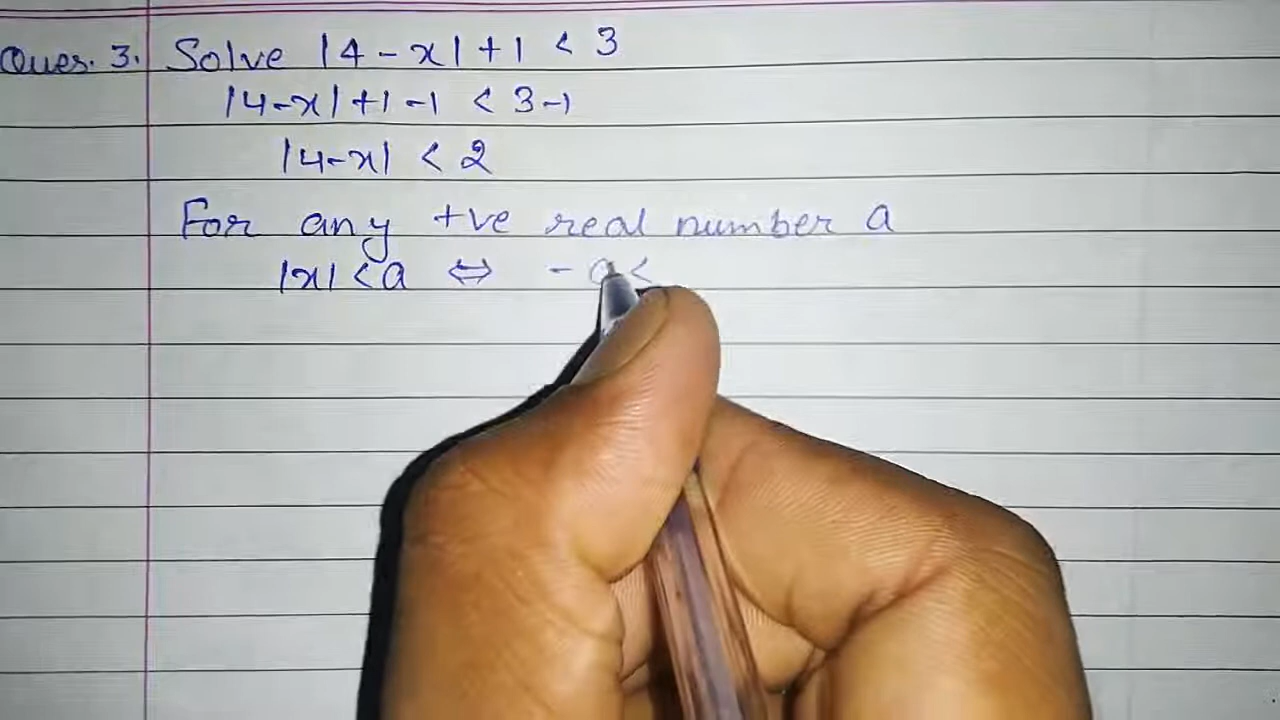 Ques. 3. Solve |4-x|+1 < 3
|4-x|+1-1 < 3-1
|4-x| < 2
For any +ve real number a
|x| < a ⇔ - a <